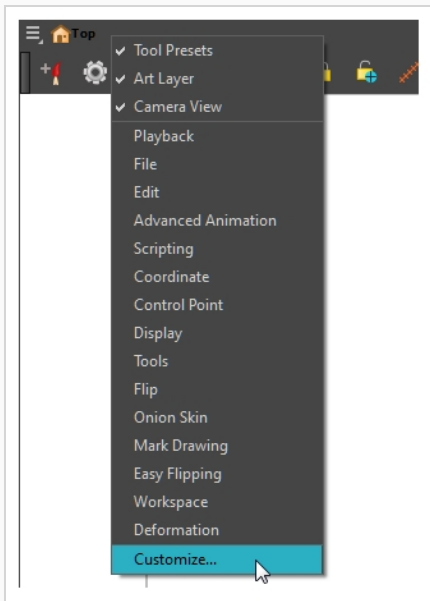 Top
Tool Presets
Art Layer
Camera View
Playback
File
Edit
Advanced Animation
Scripting
Coordinate
Control Point
Display
Tools
Flip
Onion Skin
Mark Drawing
Easy Flipping
Workspace
Deformation
Customize...